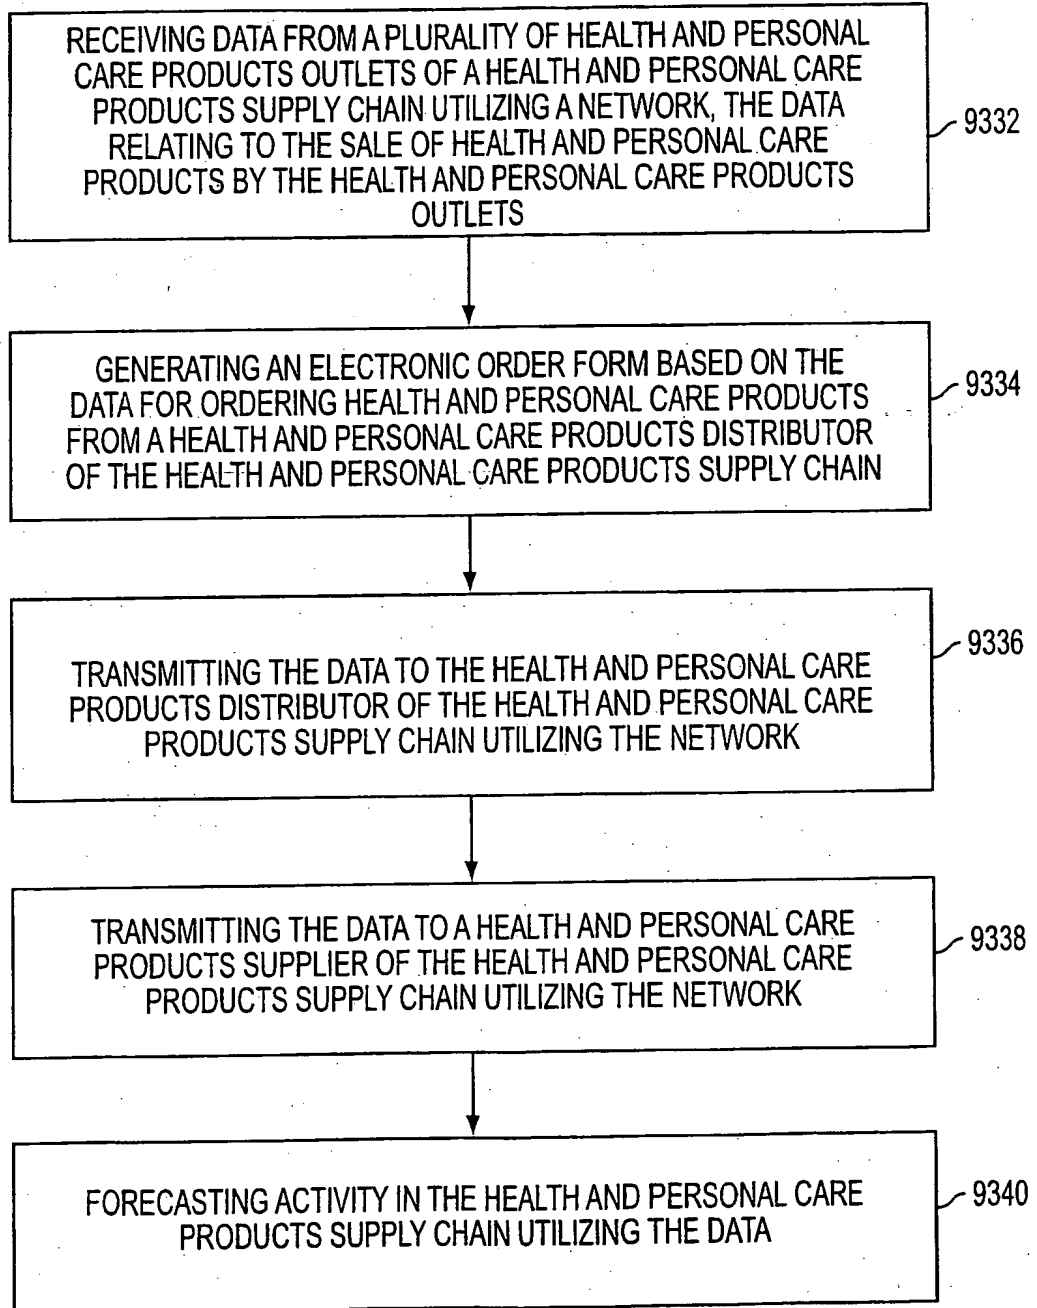 RECEIVING DATA FROM A PLURALITY OF HEALTH AND PERSONAL
CARE PRODUCTS OUTLETS OF A HEALTH AND PERSONAL CARE
PRODUCTS SUPPLY CHAIN UTILIZING A NETWORK, THE DATA
RELATING TO THE SALE OF HEALTH AND PERSONAL CARE
PRODUCTS BY THE HEALTH AND PERSONAL CARE PRODUCTS
OUTLETS
9332
GENERATING AN ELECTRONIC ORDER FORM BASED ON THE
DATA FOR ORDERING HEALTH AND PERSONAL CARE PRODUCTS
FROM A HEALTH AND PERSONAL CARE PRODUCTS DISTRIBUTOR
OF THE HEALTH AND PERSONAL CARE PRODUCTS SUPPLY CHAIN
9334
TRANSMITTING THE DATA TO THE HEALTH AND PERSONAL CARE
PRODUCTS DISTRIBUTOR OF THE HEALTH AND PERSONAL CARE
PRODUCTS SUPPLY CHAIN UTILIZING THE NETWORK
9336
TRANSMITTING THE DATA TO A HEALTH AND PERSONAL CARE
PRODUCTS SUPPLIER OF THE HEALTH AND PERSONAL CARE
PRODUCTS SUPPLY CHAIN UTILIZING THE NETWORK
9338
FORECASTING ACTIVITY IN THE HEALTH AND PERSONAL CARE
PRODUCTS SUPPLY CHAIN UTILIZING THE DATA
9340